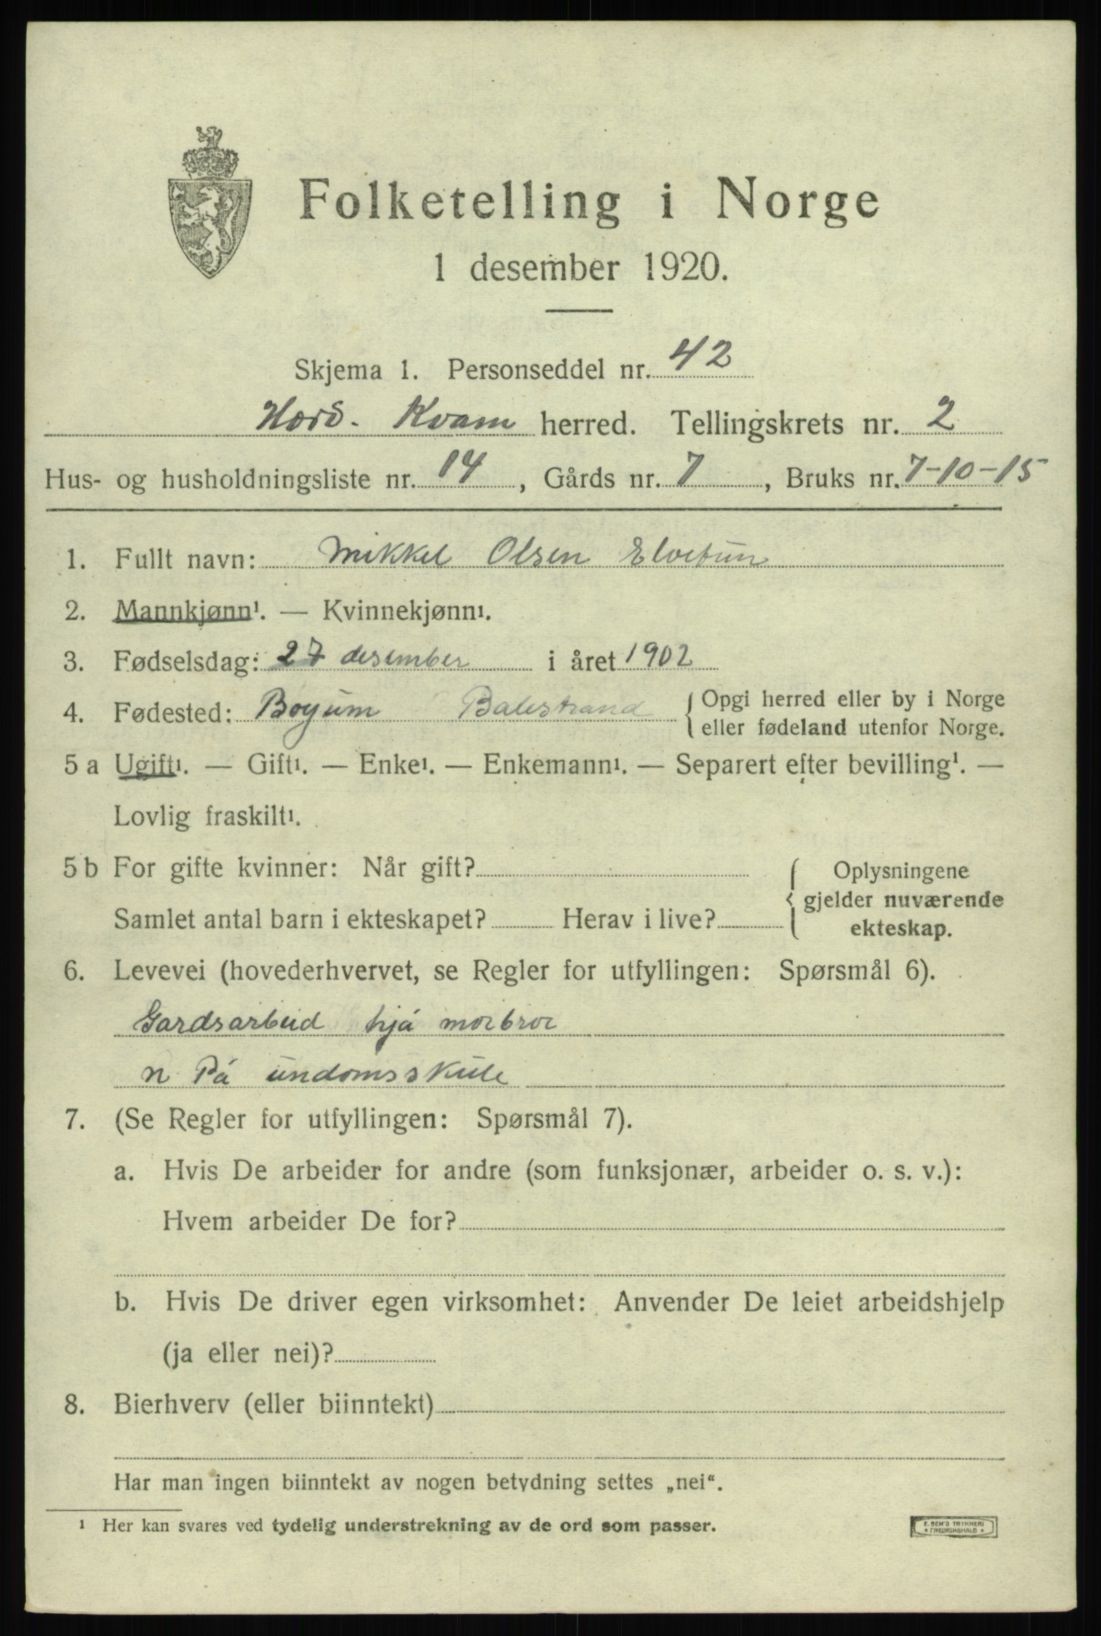 Folketelling i Norge
1 desember 1920.
Skjema 1. Personseddel nr. 42
Hord. Kvam herred. Tellingskrets nr. 2
Hus- og husholdningsliste nr. 14, Gårds nr. 7, Bruks nr. 7-10-15
1. Fullt navn: Mikkel Olsen Elvetun
2. Mannkjønn¹. — Kvinnekjønn¹.
3. Fødselsdag: 27 desember i året 1902
4. Fødested: Boyum Balestrand { Opgi herred eller by i Norge
eller fødeland utenfor Norge.
5 a Ugift¹. — Gift¹. — Enke¹. — Enkemann¹. — Separert efter bevilling¹. —
Lovlig fraskilt¹.
5 b For gifte kvinner: Når gift? { Oplysningene
gjelder nuværende
Samlet antal barn i ekteskapet? Herav i live? ekteskap.
6. Levevei (hovederhvervet, se Regler for utfyllingen: Spørsmål 6).
Gardsarbeid hjå morbror
n På undomsskule
7. (Se Regler for utfyllingen: Spørsmål 7).
a. Hvis De arbeider for andre (som funksjonær, arbeider o. s. v.):
Hvem arbeider De for?
b. Hvis De driver egen virksomhet: Anvender De leiet arbeidshjelp
(ja eller nei)?
8. Bierhverv (eller biinntekt)
Har man ingen biinntekt av nogen betydning settes „nei“.
¹ Her kan svares ved tydelig understrekning av de ord som passer.